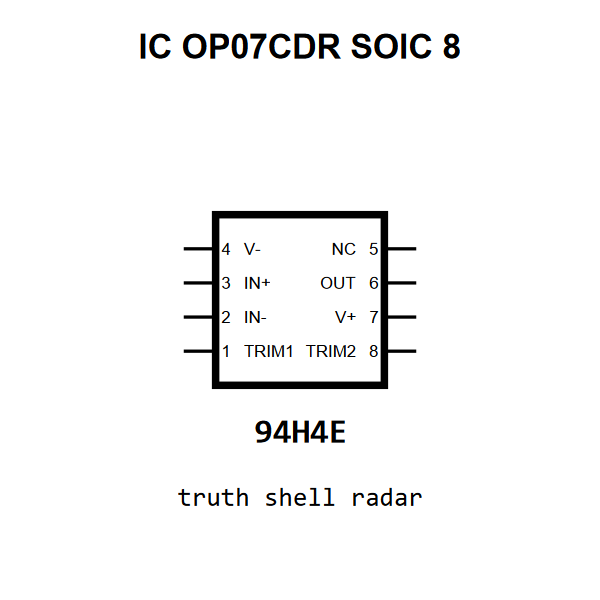 IC OP07CDR SOIC 8
4 V- NC 5
3 IN+ OUT 6
2 IN- V+ 7
1 TRIM1 TRIM2 8
94H4E
truth shell radar